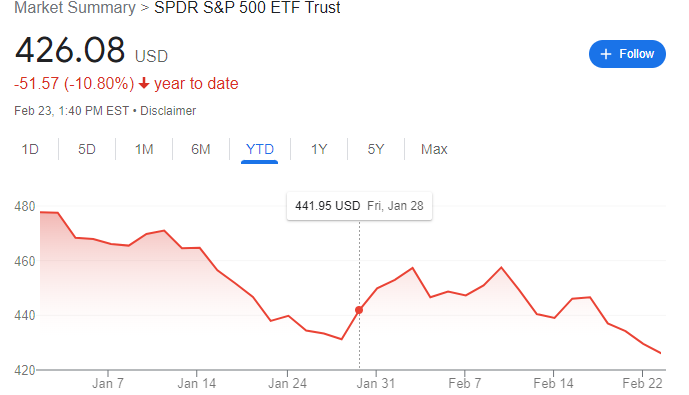 Market Summary > SPDR S&P 500 ETF Trust
426.08 USD
+ Follow
-51.57 (-10.80%) ↓ year to date
Feb 23, 1:40 PM EST • Disclaimer
1D 5D 1M 6M YTD 1Y 5Y Max
441.95 USD Fri, Jan 28
480
460
440
420
Jan 7 Jan 14 Jan 24 Jan 31 Feb 7 Feb 14 Feb 22